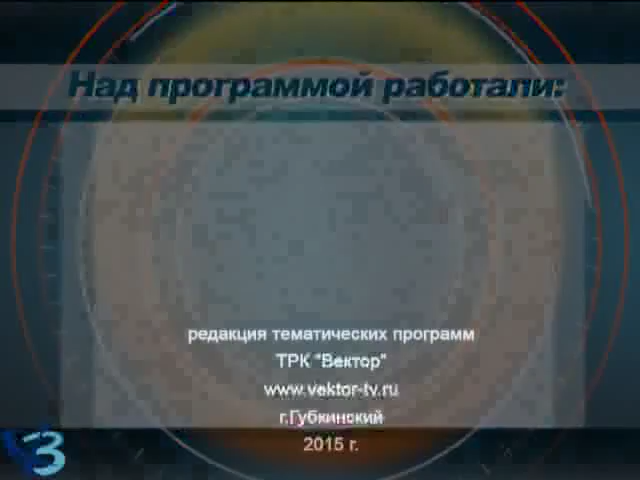 Над программой работали:
редакция тематических программ
ТРК "Вектор"
www.vektor-tv.ru
г.Губкинский
2015 г.